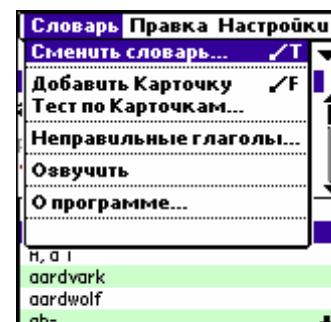 Словарь Правка Настройки
Сменить словарь... ✓T
Добавить Карточку ✓F
Тест по Карточкам...
Неправильные глаголы...
Озвучить
О программе...
aardvark
aardwolf